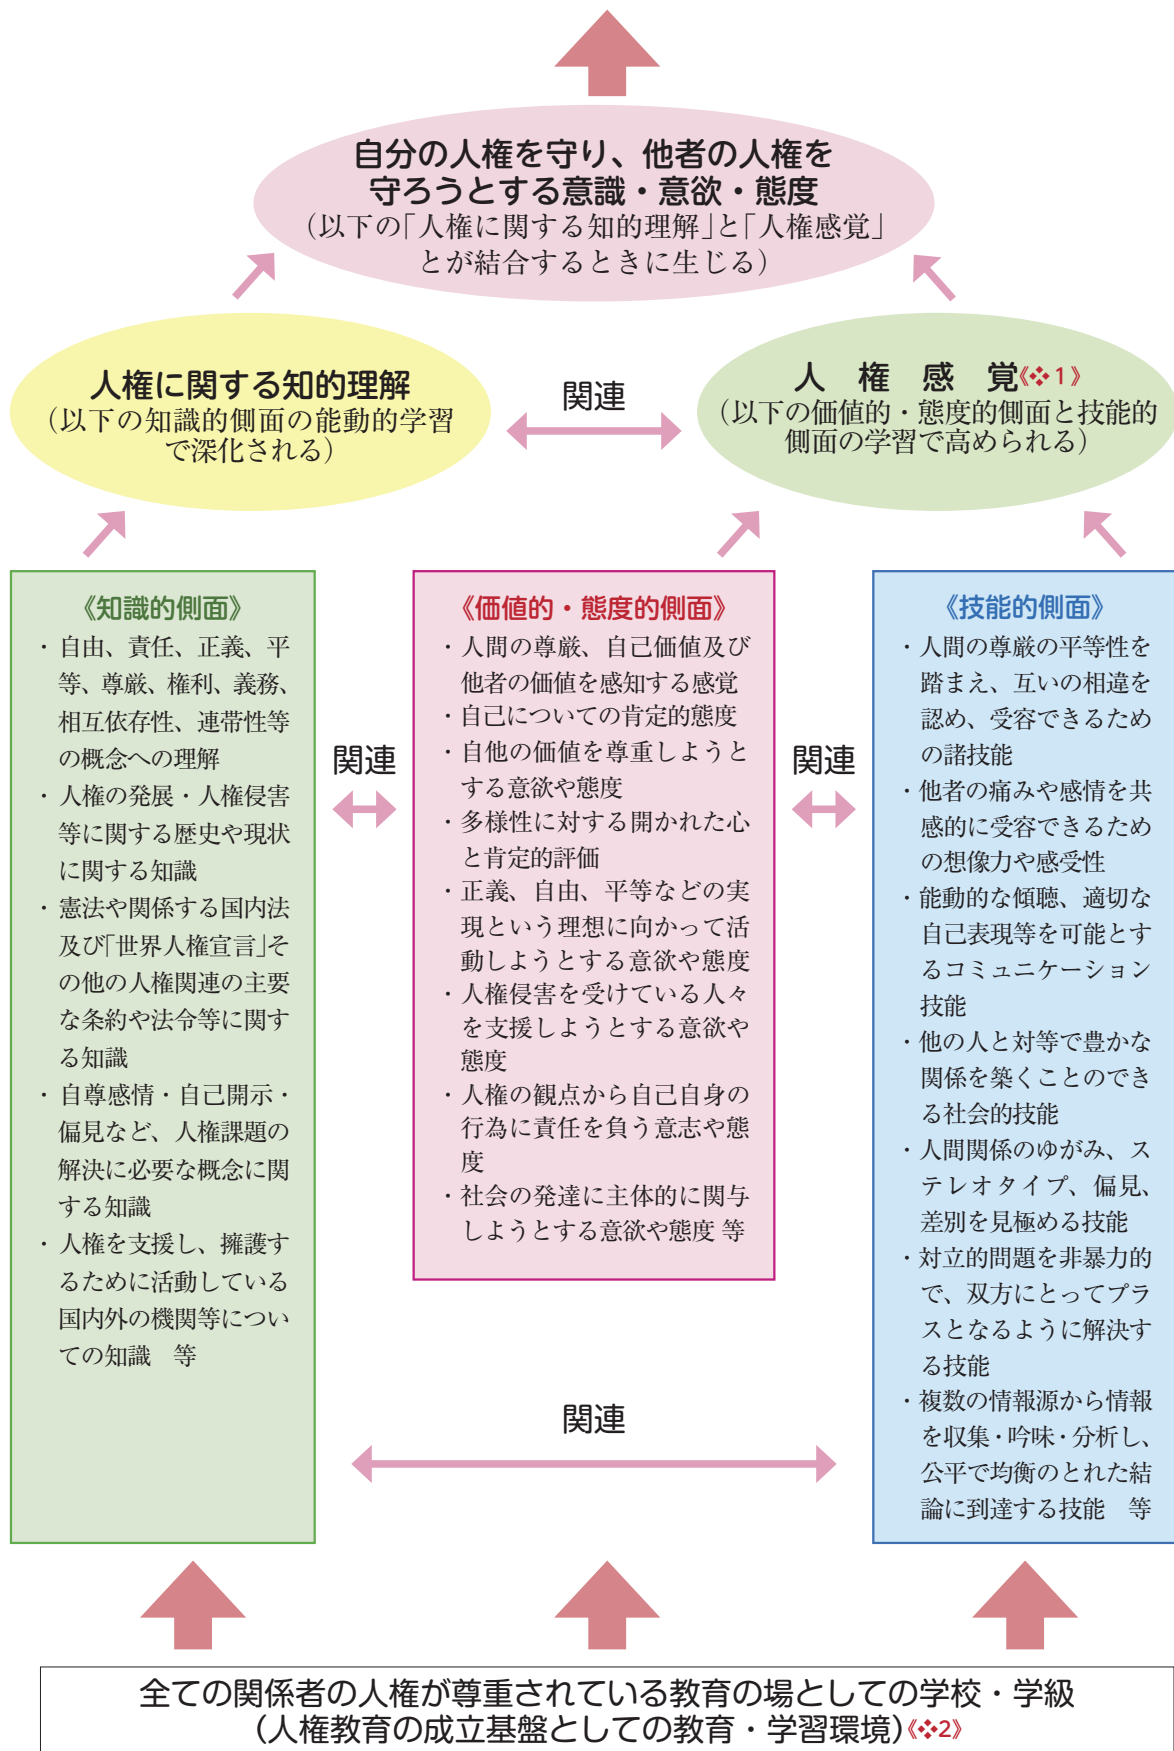 自分の人権を守り、他者の人権を
守ろうとする意識・意欲・態度
（以下の「人権に関する知的理解」と「人権感覚」
とが結合するときに生じる）
人権に関する知的理解
（以下の知識的側面の能動的学習
で深化される）
関連
人　権　感　覚《❖1》
（以下の価値的・態度的側面と技能的
側面の学習で高められる）
《知識的側面》
・自由、責任、正義、平
等、尊厳、権利、義務、
相互依存性、連帯性等
の概念への理解
・人権の発展・人権侵害
等に関する歴史や現状
に関する知識
・憲法や関係する国内法
及び「世界人権宣言」そ
の他の人権関連の主要
な条約や法令等に関す
る知識
・自尊感情・自己開示・
偏見など、人権課題の
解決に必要な概念に関
する知識
・人権を支援し、擁護す
るために活動している
国内外の機関等につい
ての知識　等
関連
《価値的・態度的側面》
・人間の尊厳、自己価値及び
他者の価値を感知する感覚
・自己についての肯定的態度
・自他の価値を尊重しようと
する意欲や態度
・多様性に対する開かれた心
と肯定的評価
・正義、自由、平等などの実
現という理想に向かって活
動しようとする意欲や態度
・人権侵害を受けている人々
を支援しようとする意欲や
態度
・人権の観点から自己自身の
行為に責任を負う意志や態
度
・社会の発達に主体的に関与
しようとする意欲や態度 等
関連
《技能的側面》
・人間の尊厳の平等性を
踏まえ、互いの相違を
認め、受容できるため
の諸技能
・他者の痛みや感情を共
感的に受容できるため
の想像力や感受性
・能動的な傾聴、適切な
自己表現等を可能とす
るコミュニケーション
技能
・他の人と対等で豊かな
関係を築くことのでき
る社会的技能
・人間関係のゆがみ、ス
テレオタイプ、偏見、
差別を見極める技能
・対立的問題を非暴力的
で、双方にとってプラ
スとなるように解決す
る技能
・複数の情報源から情報
を収集・吟味・分析し、
公平で均衡のとれた結
論に到達する技能　等
関連
全ての関係者の人権が尊重されている教育の場としての学校・学級
（人権教育の成立基盤としての教育・学習環境）《❖2》